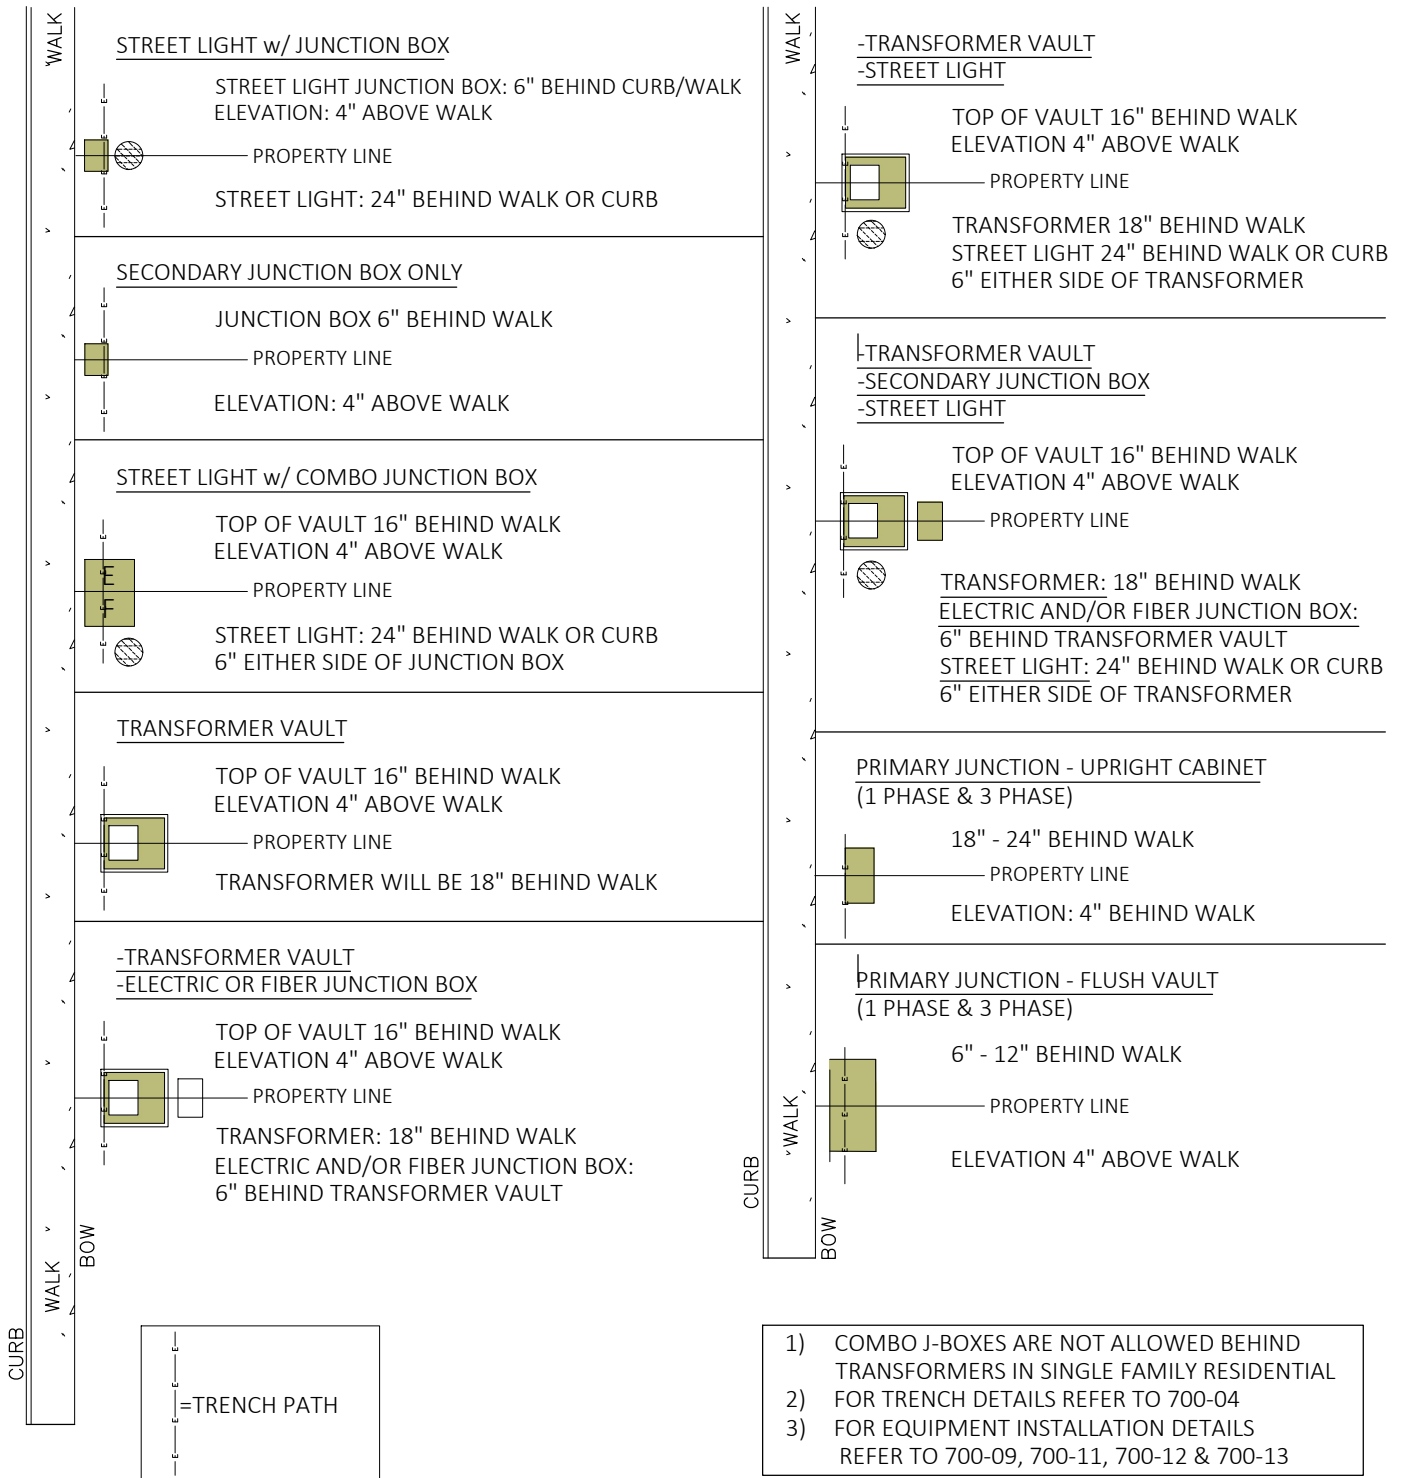 WALK
STREET LIGHT w/ JUNCTION BOX
STREET LIGHT JUNCTION BOX: 6" BEHIND CURB/WALK
ELEVATION: 4" ABOVE WALK
PROPERTY LINE
STREET LIGHT: 24" BEHIND WALK OR CURB
SECONDARY JUNCTION BOX ONLY
JUNCTION BOX 6" BEHIND WALK
PROPERTY LINE
ELEVATION: 4" ABOVE WALK
STREET LIGHT w/ COMBO JUNCTION BOX
TOP OF VAULT 16" BEHIND WALK
ELEVATION 4" ABOVE WALK
E
F
PROPERTY LINE
STREET LIGHT: 24" BEHIND WALK OR CURB
6" EITHER SIDE OF JUNCTION BOX
TRANSFORMER VAULT
TOP OF VAULT 16" BEHIND WALK
ELEVATION 4" ABOVE WALK
PROPERTY LINE
TRANSFORMER WILL BE 18" BEHIND WALK
-TRANSFORMER VAULT
-ELECTRIC OR FIBER JUNCTION BOX
TOP OF VAULT 16" BEHIND WALK
ELEVATION 4" ABOVE WALK
PROPERTY LINE
TRANSFORMER: 18" BEHIND WALK
ELECTRIC AND/OR FIBER JUNCTION BOX:
6" BEHIND TRANSFORMER VAULT
BOW
WALK
CURB
=TRENCH PATH
WALK
-TRANSFORMER VAULT
-STREET LIGHT
TOP OF VAULT 16" BEHIND WALK
ELEVATION 4" ABOVE WALK
PROPERTY LINE
TRANSFORMER 18" BEHIND WALK
STREET LIGHT 24" BEHIND WALK OR CURB
6" EITHER SIDE OF TRANSFORMER
-TRANSFORMER VAULT
-SECONDARY JUNCTION BOX
-STREET LIGHT
TOP OF VAULT 16" BEHIND WALK
ELEVATION 4" ABOVE WALK
PROPERTY LINE
TRANSFORMER: 18" BEHIND WALK
ELECTRIC AND/OR FIBER JUNCTION BOX:
6" BEHIND TRANSFORMER VAULT
STREET LIGHT: 24" BEHIND WALK OR CURB
6" EITHER SIDE OF TRANSFORMER
PRIMARY JUNCTION - UPRIGHT CABINET
(1 PHASE & 3 PHASE)
18" - 24" BEHIND WALK
PROPERTY LINE
ELEVATION: 4" BEHIND WALK
PRIMARY JUNCTION - FLUSH VAULT
(1 PHASE & 3 PHASE)
6" - 12" BEHIND WALK
PROPERTY LINE
ELEVATION 4" ABOVE WALK
WALK
CURB
BOW
1) COMBO J-BOXES ARE NOT ALLOWED BEHIND
TRANSFORMERS IN SINGLE FAMILY RESIDENTIAL
2) FOR TRENCH DETAILS REFER TO 700-04
3) FOR EQUIPMENT INSTALLATION DETAILS
REFER TO 700-09, 700-11, 700-12 & 700-13